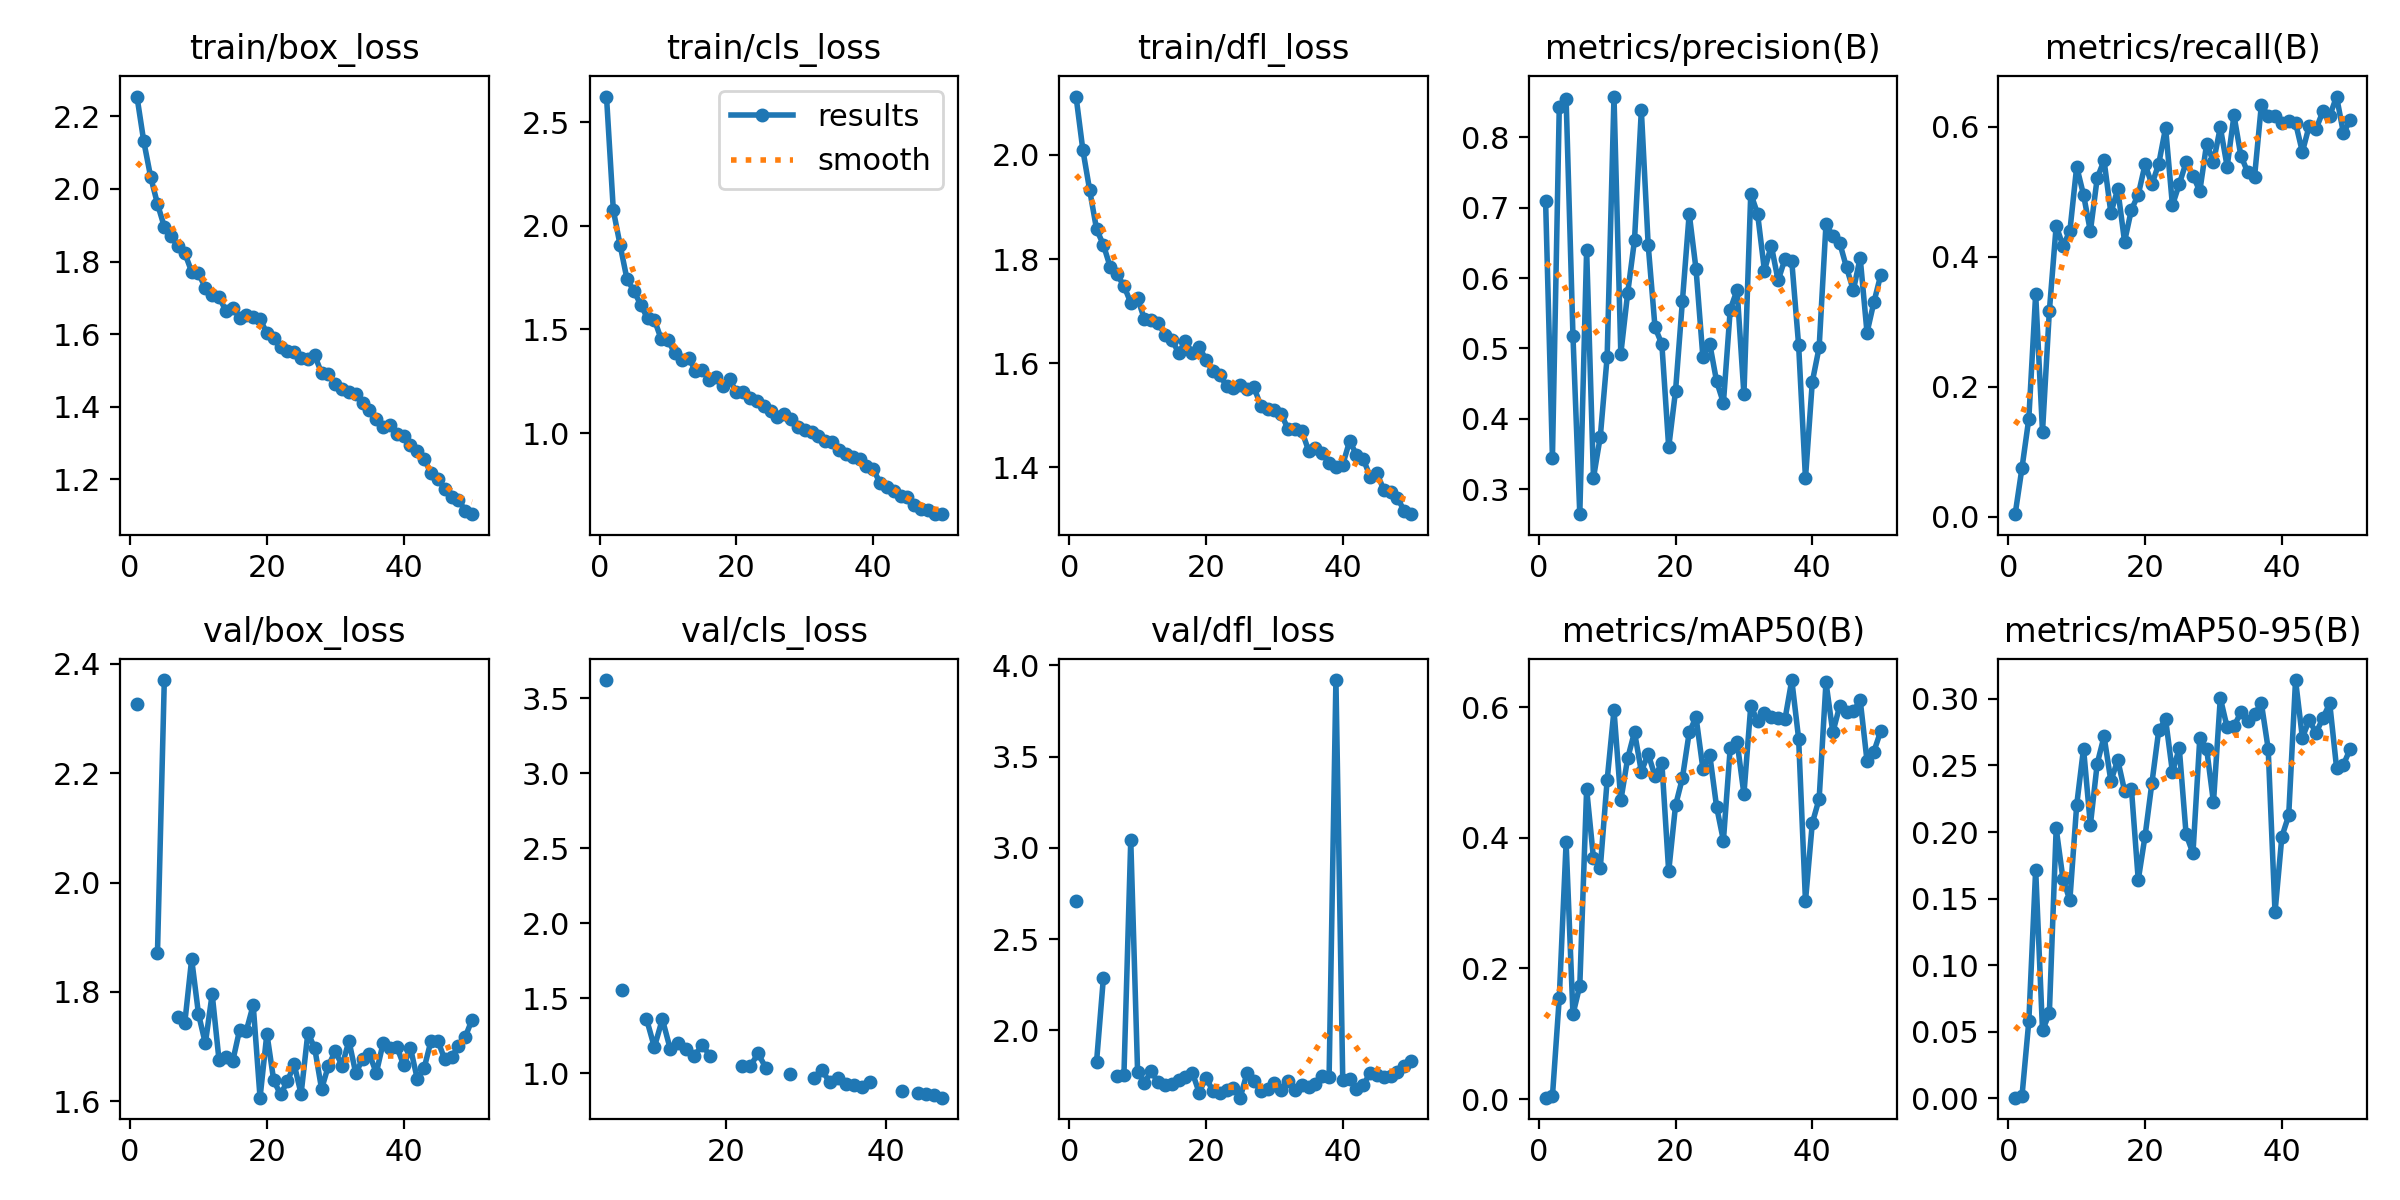 train/box_loss
2.2
2.0
1.8
1.6
1.4
1.2
0 20 40
train/cls_loss
results
smooth
2.5
2.0
1.5
1.0
0 20 40
train/dfl_loss
2.0
1.8
1.6
1.4
0 20 40
metrics/precision(B)
0.8
0.7
0.6
0.5
0.4
0.3
0 20 40
metrics/recall(B)
0.6
0.4
0.2
0.0
0 20 40
val/box_loss
2.4
2.2
2.0
1.8
1.6
0 20 40
val/cls_loss
3.5
3.0
2.5
2.0
1.5
1.0
20 40
val/dfl_loss
4.0
3.5
3.0
2.5
2.0
0 20 40
metrics/mAP50(B)
0.6
0.4
0.2
0.0
0 20 40
metrics/mAP50-95(B)
0.30
0.25
0.20
0.15
0.10
0.05
0.00
0 20 40